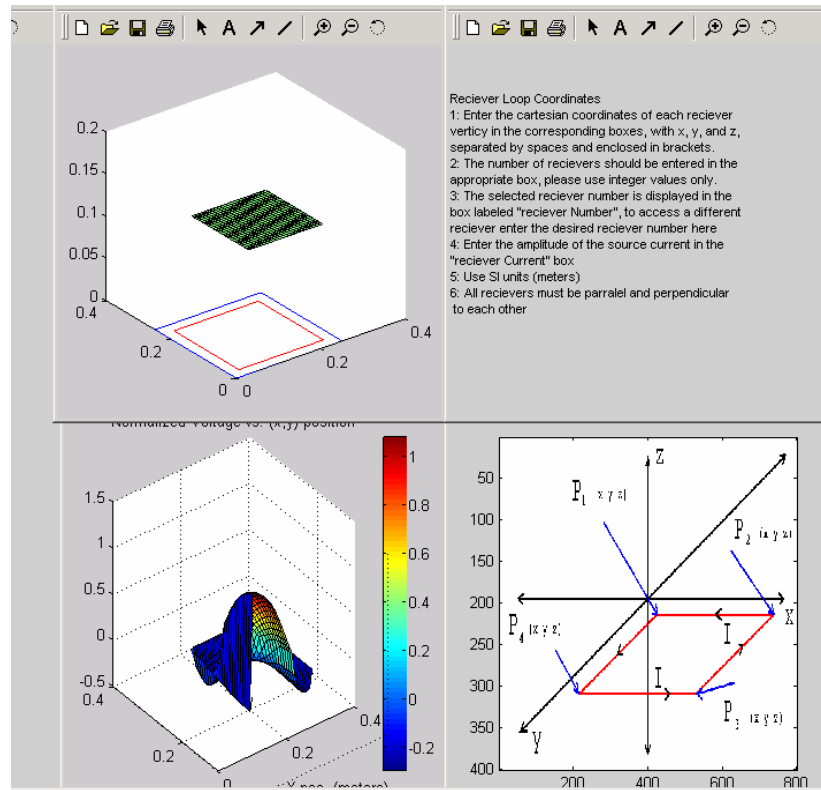 A
A
0.2
0.15
0.1
0.05
0
0.4
0.2
0
0
0.2
0.4
Reciever Loop Coordinates
1: Enter the cartesian coordinates of each reciever
verticy in the corresponding boxes, with x, y, and z,
separated by spaces and enclosed in brackets.
2: The number of recievers should be entered in the
appropriate box, please use integer values only.
3: The selected reciever number is displayed in the
box labeled "reciever Number", to access a different
reciever enter the desired reciever number here
4: Enter the amplitude of the source current in the
"reciever Current" box
5: Use SI units (meters)
6: All recievers must be parralel and perpendicular
to each other
Normalized Voltage vs. (x,y) position
1.5
1
0.5
0
-0.5
0.4
0.2
0
0.2
0.4
X pos. (meters)
1
0.8
0.6
0.4
0.2
0
-0.2
50
100
150
200
250
300
350
400
200
400
600
800
Z
P1 (x y z)
P2 (x y z)
X
P4 (x y z)
I
I
P3 (x y z)
Y